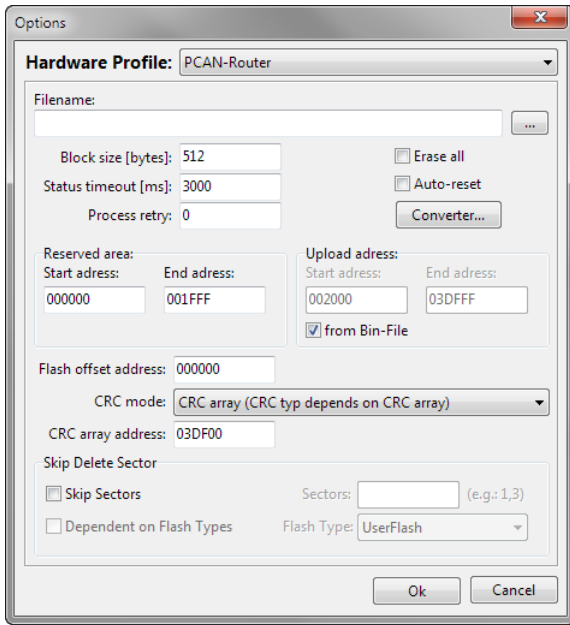 Options
Hardware Profile: PCAN-Router
Filename:
...
Block size [bytes]: 512
Erase all
Status timeout [ms]: 3000
Auto-reset
Process retry: 0
Converter...
Reserved area:
Start adress: End adress:
000000 001FFF
Upload adress:
Start adress: End adress:
002000 03DFFF
from Bin-File
Flash offset address: 000000
CRC mode: CRC array (CRC typ depends on CRC array)
CRC array address: 03DF00
Skip Delete Sector
Skip Sectors Sectors: (e.g.: 1,3)
Dependent on Flash Types Flash Type: UserFlash
Ok Cancel